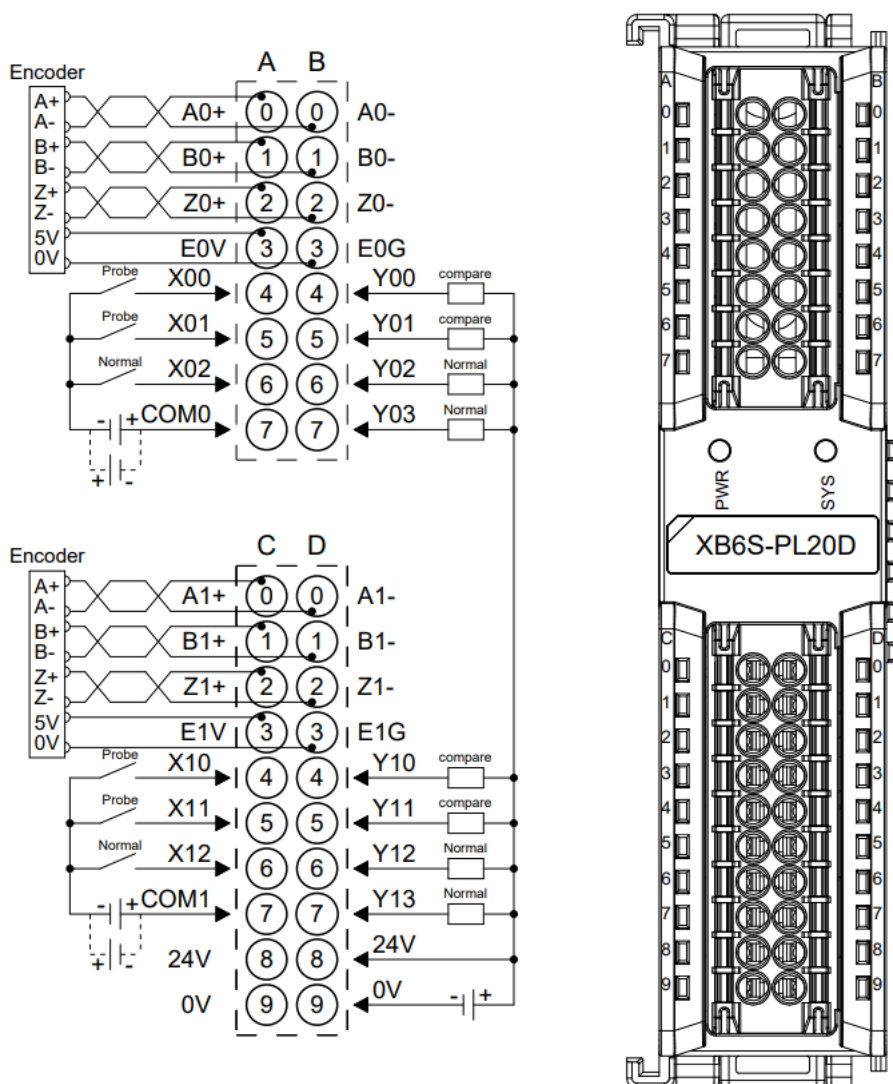 A B
Encoder
A+ A0+ 0 0 A0-
A-
B+ B0+ 1 1 B0-
B-
Z+ Z0+ 2 2 Z0-
Z-
5V E0V 3 3 E0G
0V
Probe X00 4 4 Y00 compare
Probe X01 5 5 Y01 compare
Normal X02 6 6 Y02 Normal
- + COM0 7 7 Y03 Normal
+ -
C D
Encoder
A+ A1+ 0 0 A1-
A-
B+ B1+ 1 1 B1-
B-
Z+ Z1+ 2 2 Z1-
Z-
5V E1V 3 3 E1G
0V
Probe X10 4 4 Y10 compare
Probe X11 5 5 Y11 compare
Normal X12 6 6 Y12 Normal
- + COM1 7 7 Y13 Normal
+ -
24V 8 8 24V
0V 9 9 0V - +
A B
0 0
1 1
2 2
3 3
4 4
5 5
6 6
7 7
PWR SYS
XB6S-PL20D
C D
0 0
1 1
2 2
3 3
4 4
5 5
6 6
7 7
8 8
9 9